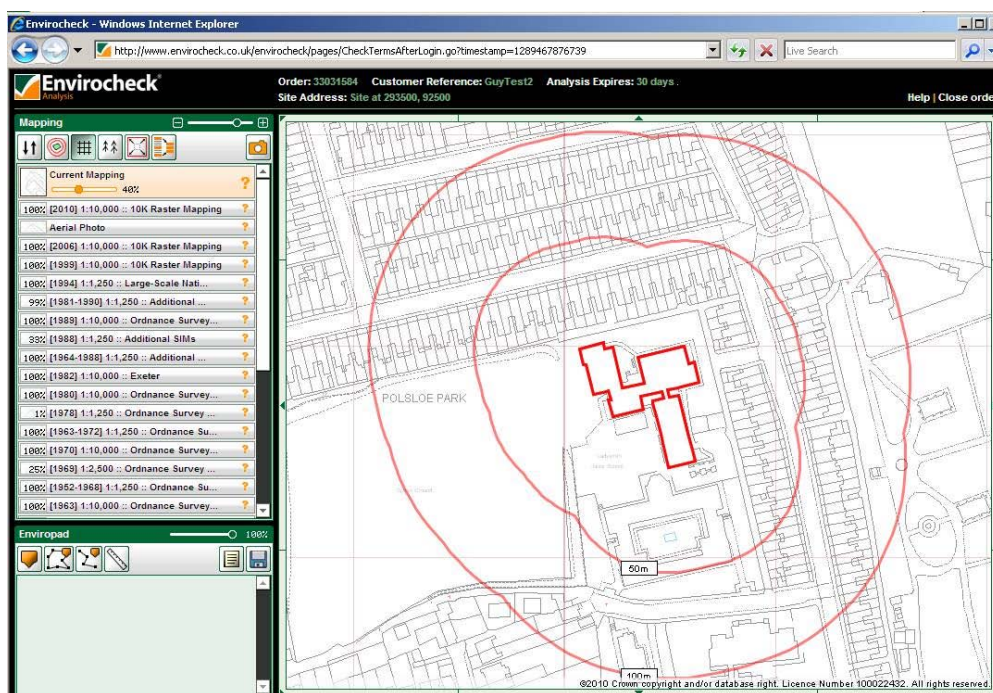 Envirocheck - Windows Internet Explorer
http://www.envirocheck.co.uk/envirocheck/pages/CheckTermsAfterLogin.go?timestamp=1289467876739
Live Search
Envirocheck®
Analysis
Order: 33031584 Customer Reference: GuyTest2 Analysis Expires: 30 days.
Site Address: Site at 293500, 92500
Help | Close orde
Mapping
Current Mapping
40%
100% [2010] 1:10,000 :: 10K Raster Mapping ?
Aerial Photo ?
100% [2006] 1:10,000 :: 10K Raster Mapping ?
100% [1999] 1:10,000 :: 10K Raster Mapping ?
100% [1994] 1:1,250 :: Large-Scale Nati... ?
99% [1981-1990] 1:1,250 :: Additional ... ?
100% [1989] 1:10,000 :: Ordnance Survey... ?
33% [1988] 1:1,250 :: Additional SIMs ?
100% [1964-1988] 1:1,250 :: Additional ... ?
100% [1982] 1:10,000 :: Exeter ?
100% [1980] 1:10,000 :: Ordnance Survey... ?
1% [1978] 1:1,250 :: Ordnance Survey ... ?
100% [1963-1972] 1:1,250 :: Ordnance Su... ?
100% [1970] 1:10,000 :: Ordnance Survey... ?
25% [1969] 1:2,500 :: Ordnance Survey ... ?
100% [1952-1968] 1:1,250 :: Ordnance Su... ?
100% [1963] 1:10,000 :: Ordnance Survey... ?
Enviropad
100%
POLSLOE PARK
50m
100m
©2010 Crown copyright and/or database right. Licence Number 100022432. All rights reserved.